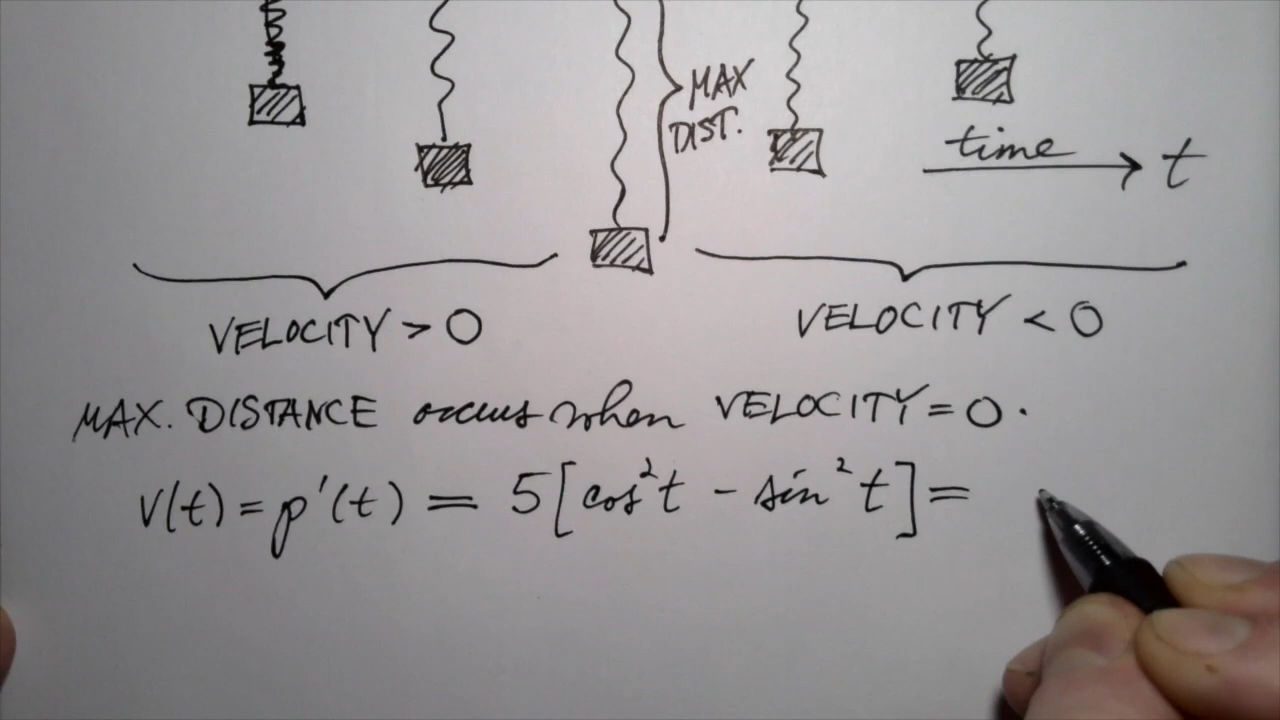 MAX
DIST.
time t
VELOCITY > 0
VELOCITY < 0
MAX. DISTANCE occurs when VELOCITY = 0.
v(t) = p'(t) = 5[cos²t - sin²t] =